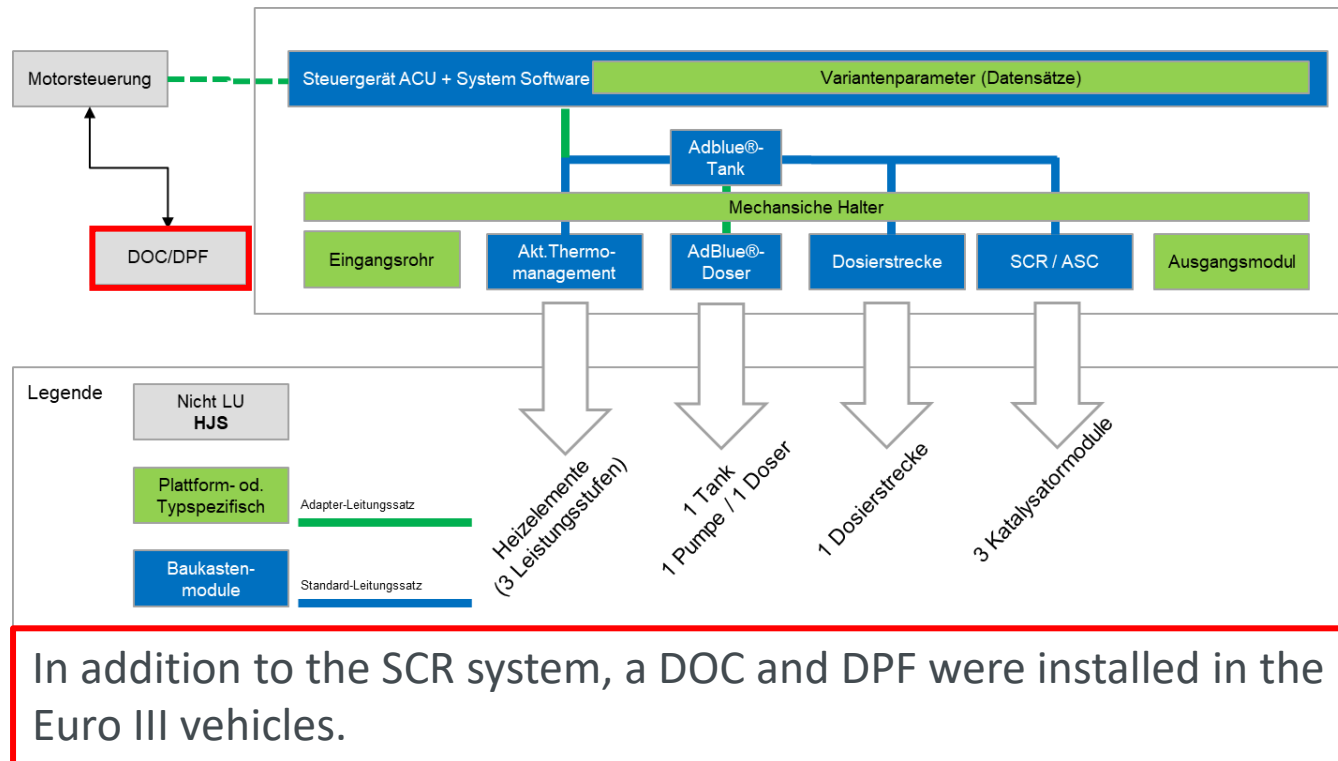 Motorsteuerung
Steuergerät ACU + System Software
Variantenparameter (Datensätze)
Adblue®-
Tank
Mechansiche Halter
DOC/DPF
Eingangsrohr
Akt.Thermo-
management
AdBlue®-
Doser
Dosierstrecke
SCR / ASC
Ausgangsmodul
Legende
Nicht LU
HJS
Plattform- od.
Typspezifisch
Adapter-Leitungssatz
Baukasten-
module
Standard-Leitungssatz
Heizelemente
(3 Leistungsstufen)
1 Tank
1 Pumpe / 1 Doser
1 Dosierstrecke
3 Katalysatormodule
In addition to the SCR system, a DOC and DPF were installed in the
Euro III vehicles.